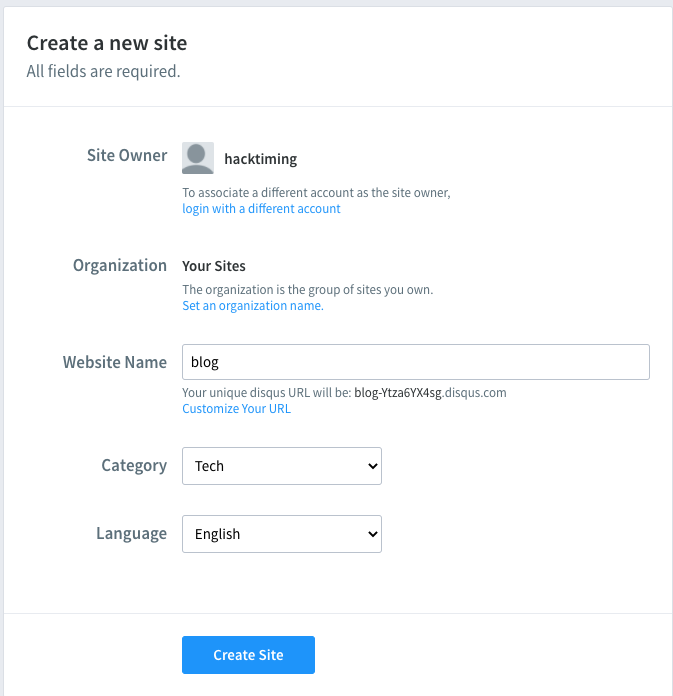 Create a new site
All fields are required.
Site Owner
hacktiming
To associate a different account as the site owner,
login with a different account
Organization
Your Sites
The organization is the group of sites you own.
Set an organization name.
Website Name
blog
Your unique disqus URL will be: blog-Ytza6YX4sg.disqus.com
Customize Your URL
Category
Tech
Language
English
Create Site